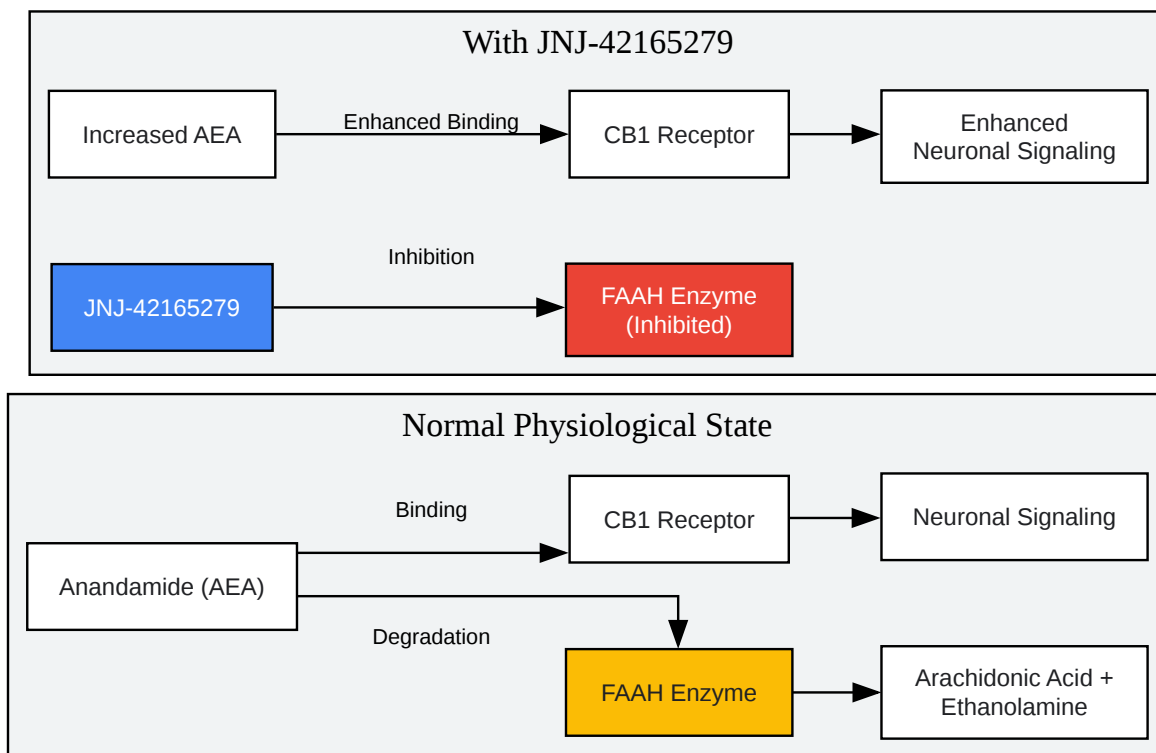 With JNJ-42165279
Increased AEA
Enhanced Binding
CB1 Receptor
Enhanced
Neuronal Signaling
JNJ-42165279
Inhibition
FAAH Enzyme
(Inhibited)
Normal Physiological State
Anandamide (AEA)
Binding
CB1 Receptor
Neuronal Signaling
Degradation
FAAH Enzyme
Arachidonic Acid +
Ethanolamine